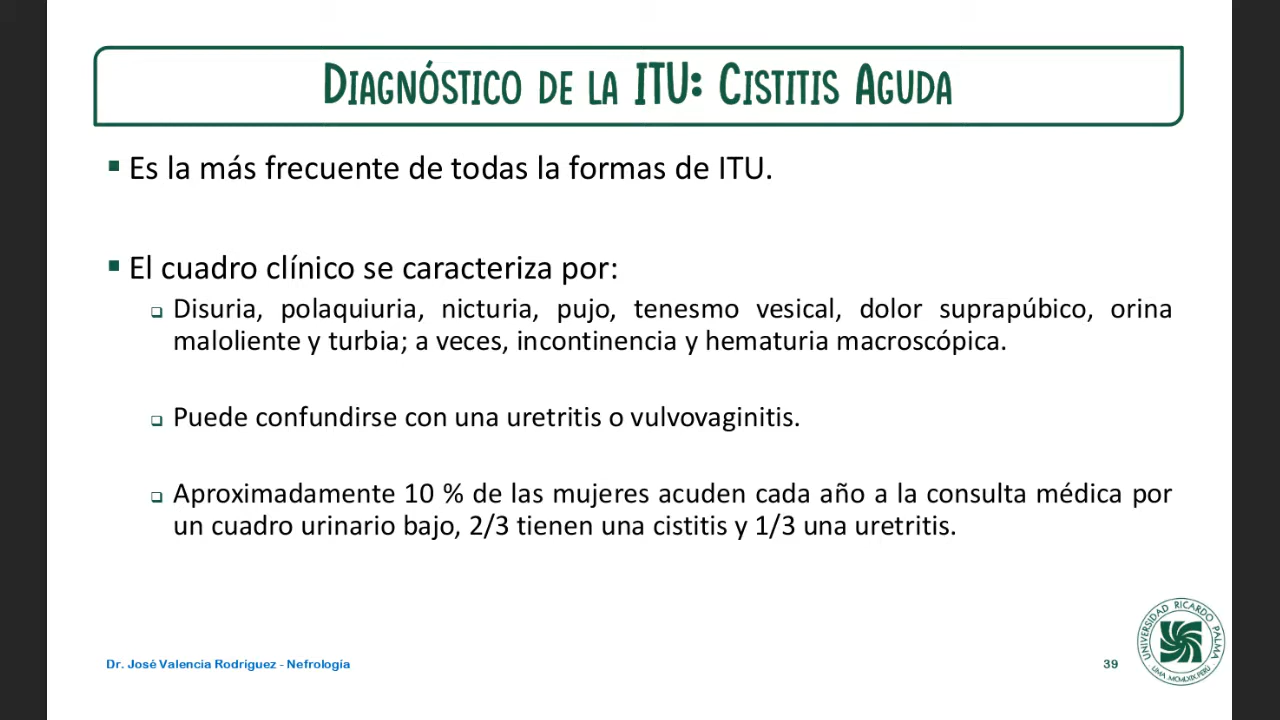 DIAGNÓSTICO DE LA ITU: CISTITIS AGUDA
▪ Es la más frecuente de todas la formas de ITU.
▪ El cuadro clínico se caracteriza por:
❑ Disuria, polaquiuria, nicturia, pujo, tenesmo vesical, dolor suprapúbico, orina
maloliente y turbia; a veces, incontinencia y hematuria macroscópica.
❑ Puede confundirse con una uretritis o vulvovaginitis.
❑ Aproximadamente 10 % de las mujeres acuden cada año a la consulta médica por
un cuadro urinario bajo, 2/3 tienen una cistitis y 1/3 una uretritis.
Dr. José Valencia Rodríguez - Nefrología
39
UNIVERSIDAD RICARDO PALMA
LIMA. MCMLXIX.PERÚ